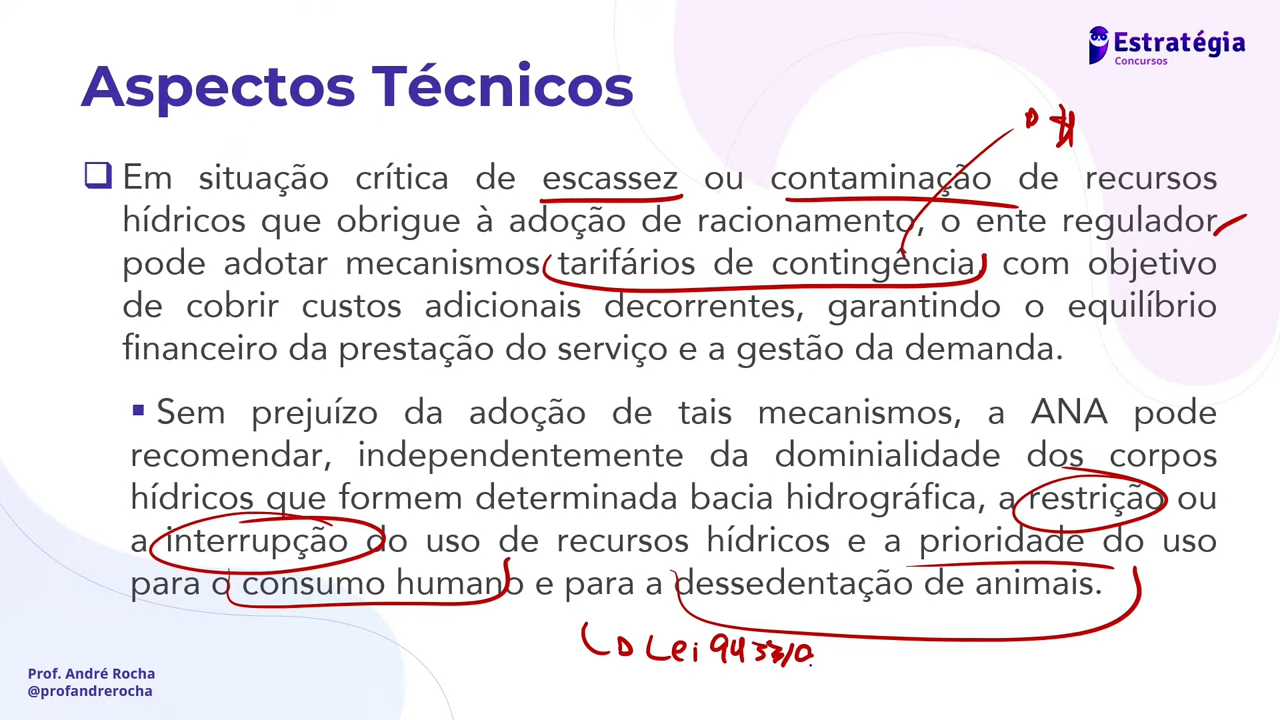 Estratégia
Concursos
Aspectos Técnicos
Em situação crítica de escassez ou contaminação de recursos
hídricos que obrigue à adoção de racionamento, o ente regulador
pode adotar mecanismos tarifários de contingência, com objetivo
de cobrir custos adicionais decorrentes, garantindo o equilíbrio
financeiro da prestação do serviço e a gestão da demanda.
Sem prejuízo da adoção de tais mecanismos, a ANA pode
recomendar, independentemente da dominialidade dos corpos
hídricos que formem determinada bacia hidrográfica, a restrição ou
a interrupção do uso de recursos hídricos e a prioridade do uso
para o consumo humano e para a dessedentação de animais.
Lei 9433/
Prof. André Rocha
@profandrerocha